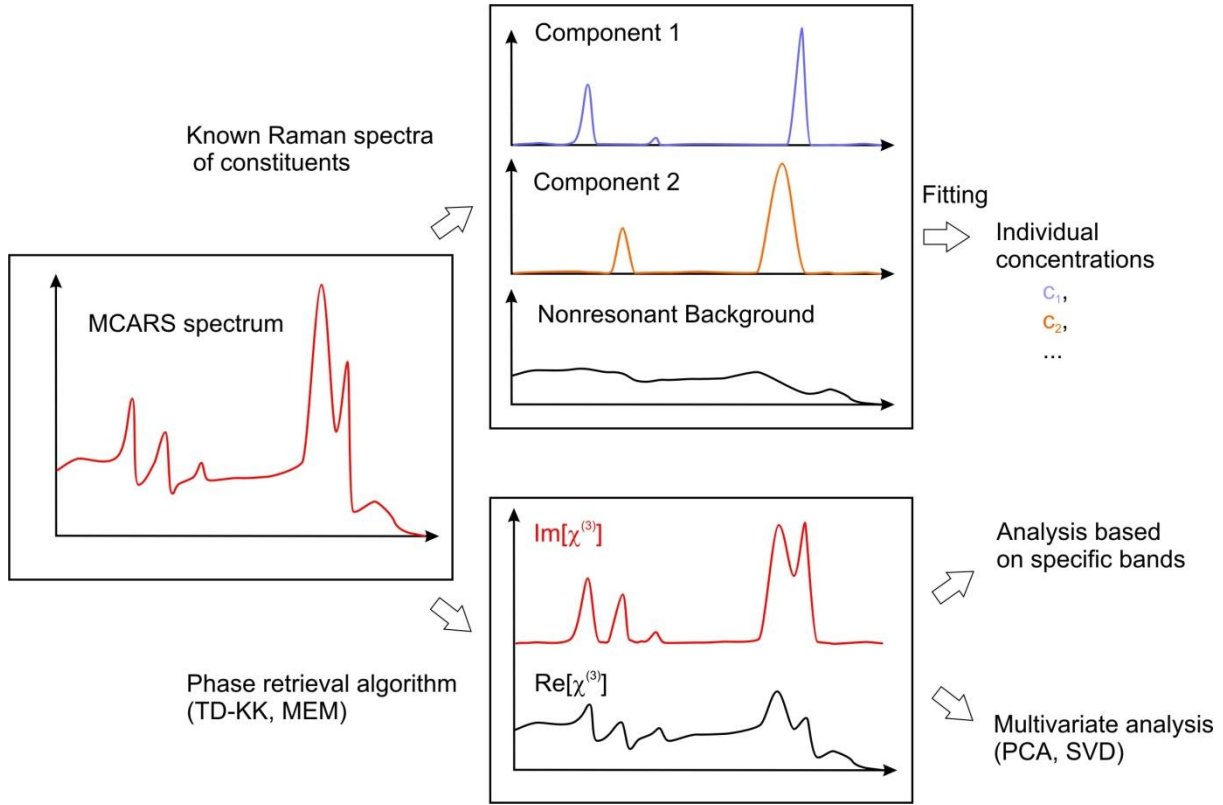 Component 1
Known Raman spectra
of constituents
Component 2
Fitting
Individual
concentrations
c₁,
c₂,
...
Nonresonant Background
MCARS spectrum
Im[χ⁽³⁾]
Analysis based
on specific bands
Phase retrieval algorithm
(TD-KK, MEM)
Re[χ⁽³⁾]
Multivariate analysis
(PCA, SVD)